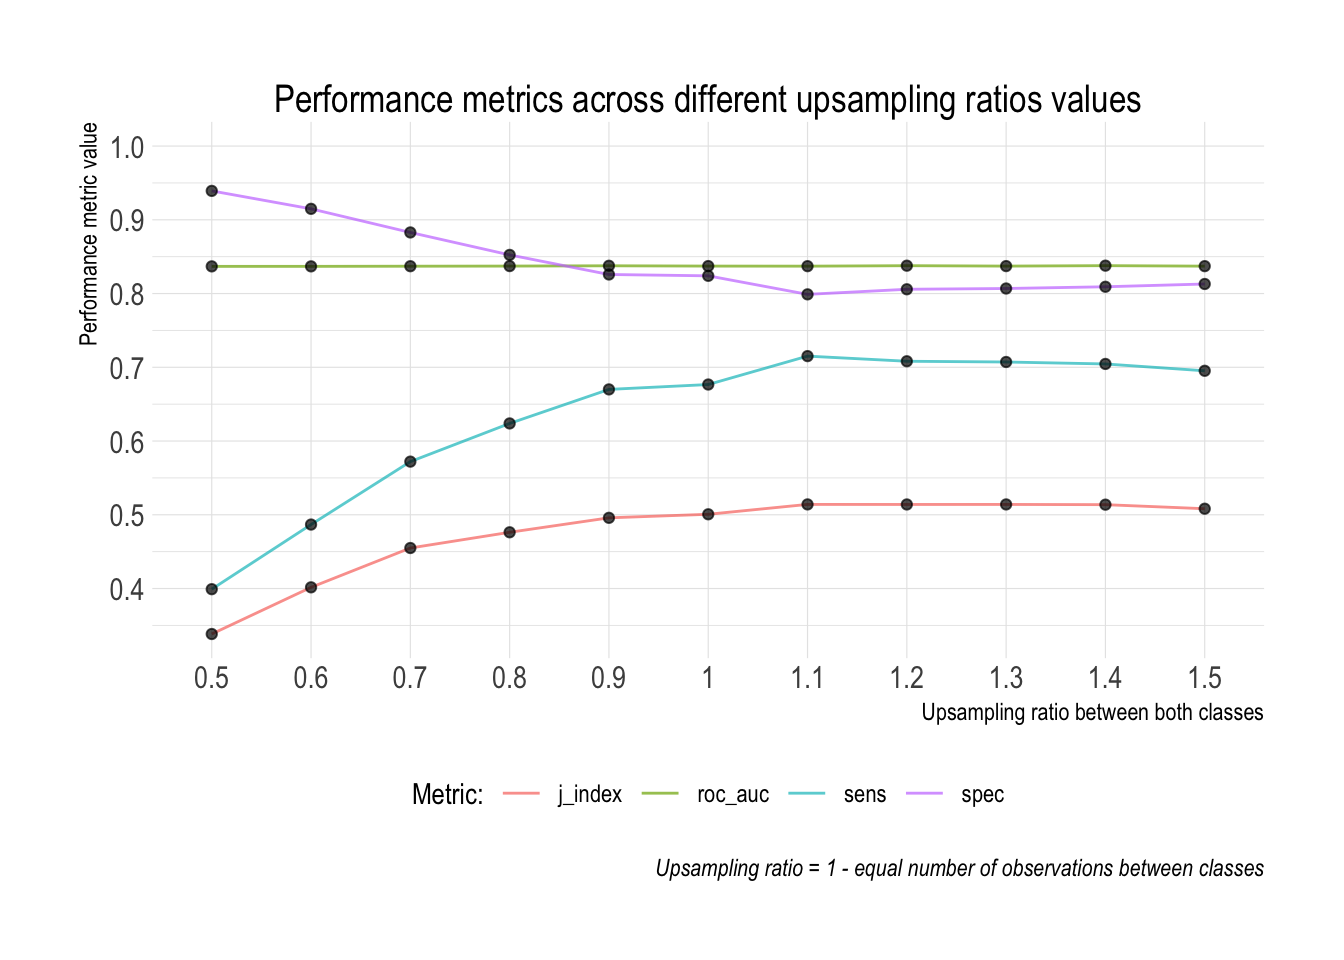 Performance metrics across different upsampling ratios values
Performance metric value
1.0
0.9
0.8
0.7
0.6
0.5
0.4
0.5 0.6 0.7 0.8 0.9 1 1.1 1.2 1.3 1.4 1.5
Upsampling ratio between both classes
Metric: j_index roc_auc sens spec
Upsampling ratio = 1 - equal number of observations between classes